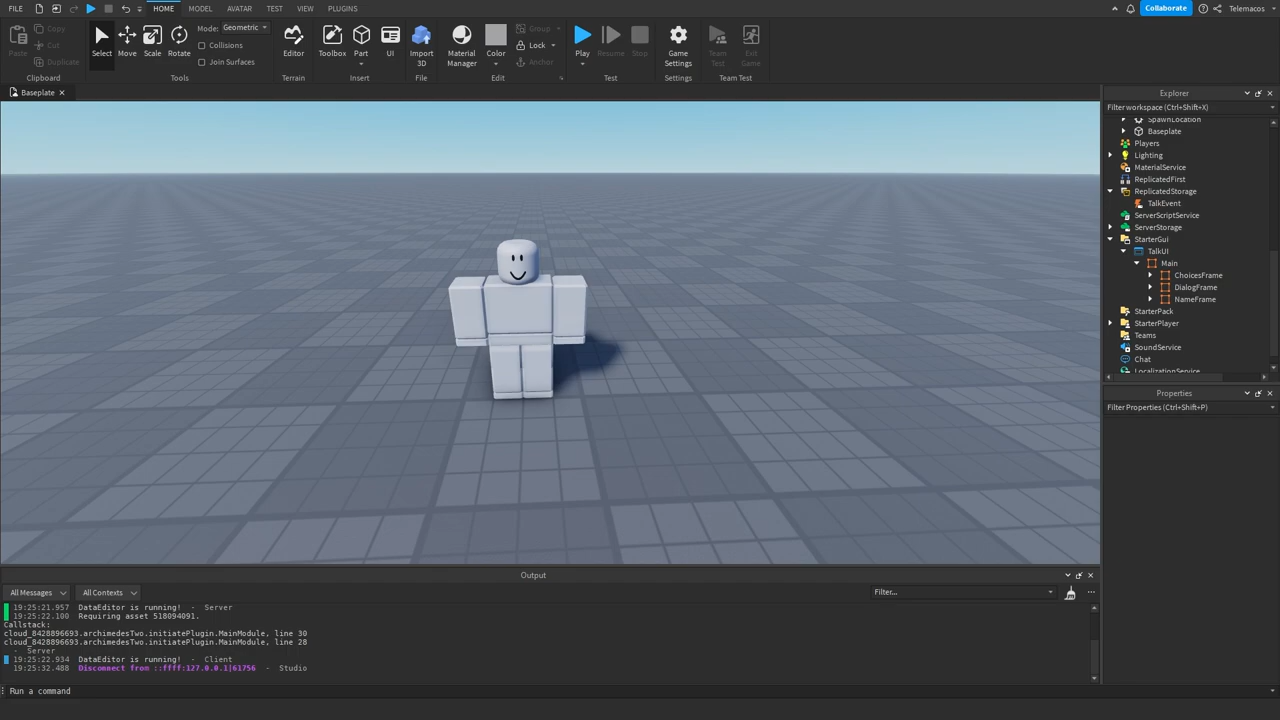 FILE
HOME
MODEL
AVATAR
TEST
VIEW
PLUGINS
Collaborate
Telemacos
Paste
Copy
Cut
Duplicate
Clipboard
Select
Move
Scale
Rotate
Mode: Geometric
Collisions
Join Surfaces
Tools
Editor
Terrain
Toolbox
Part
UI
Insert
Import
3D
File
Material
Manager
Color
Group
Lock
Anchor
Edit
Play
Resume
Stop
Test
Game
Settings
Settings
Team
Test
Exit
Game
Team Test
Baseplate
Explorer
Filter workspace (Ctrl+Shift+X)
SpawnLocation
Baseplate
Players
Lighting
MaterialService
ReplicatedFirst
ReplicatedStorage
TalkEvent
ServerScriptService
ServerStorage
StarterGui
TalkUI
Main
ChoicesFrame
DialogFrame
NameFrame
StarterPack
StarterPlayer
Teams
SoundService
Chat
LocalizationService
Properties
Filter Properties (Ctrl+Shift+P)
Output
All Messages
All Contexts
Filter...
19:25:21.957 DataEditor is running! - Server
19:25:22.100 Requiring asset 518094091.
Callstack:
cloud_8428896693.archimedesTwo.initiatePlugin.MainModule, line 30
cloud_8428896693.archimedesTwo.initiatePlugin.MainModule, line 28
- Server
19:25:22.934 DataEditor is running! - Client
19:25:32.488 Disconnect from ::ffff:127.0.0.1|61756 - Studio
Run a command